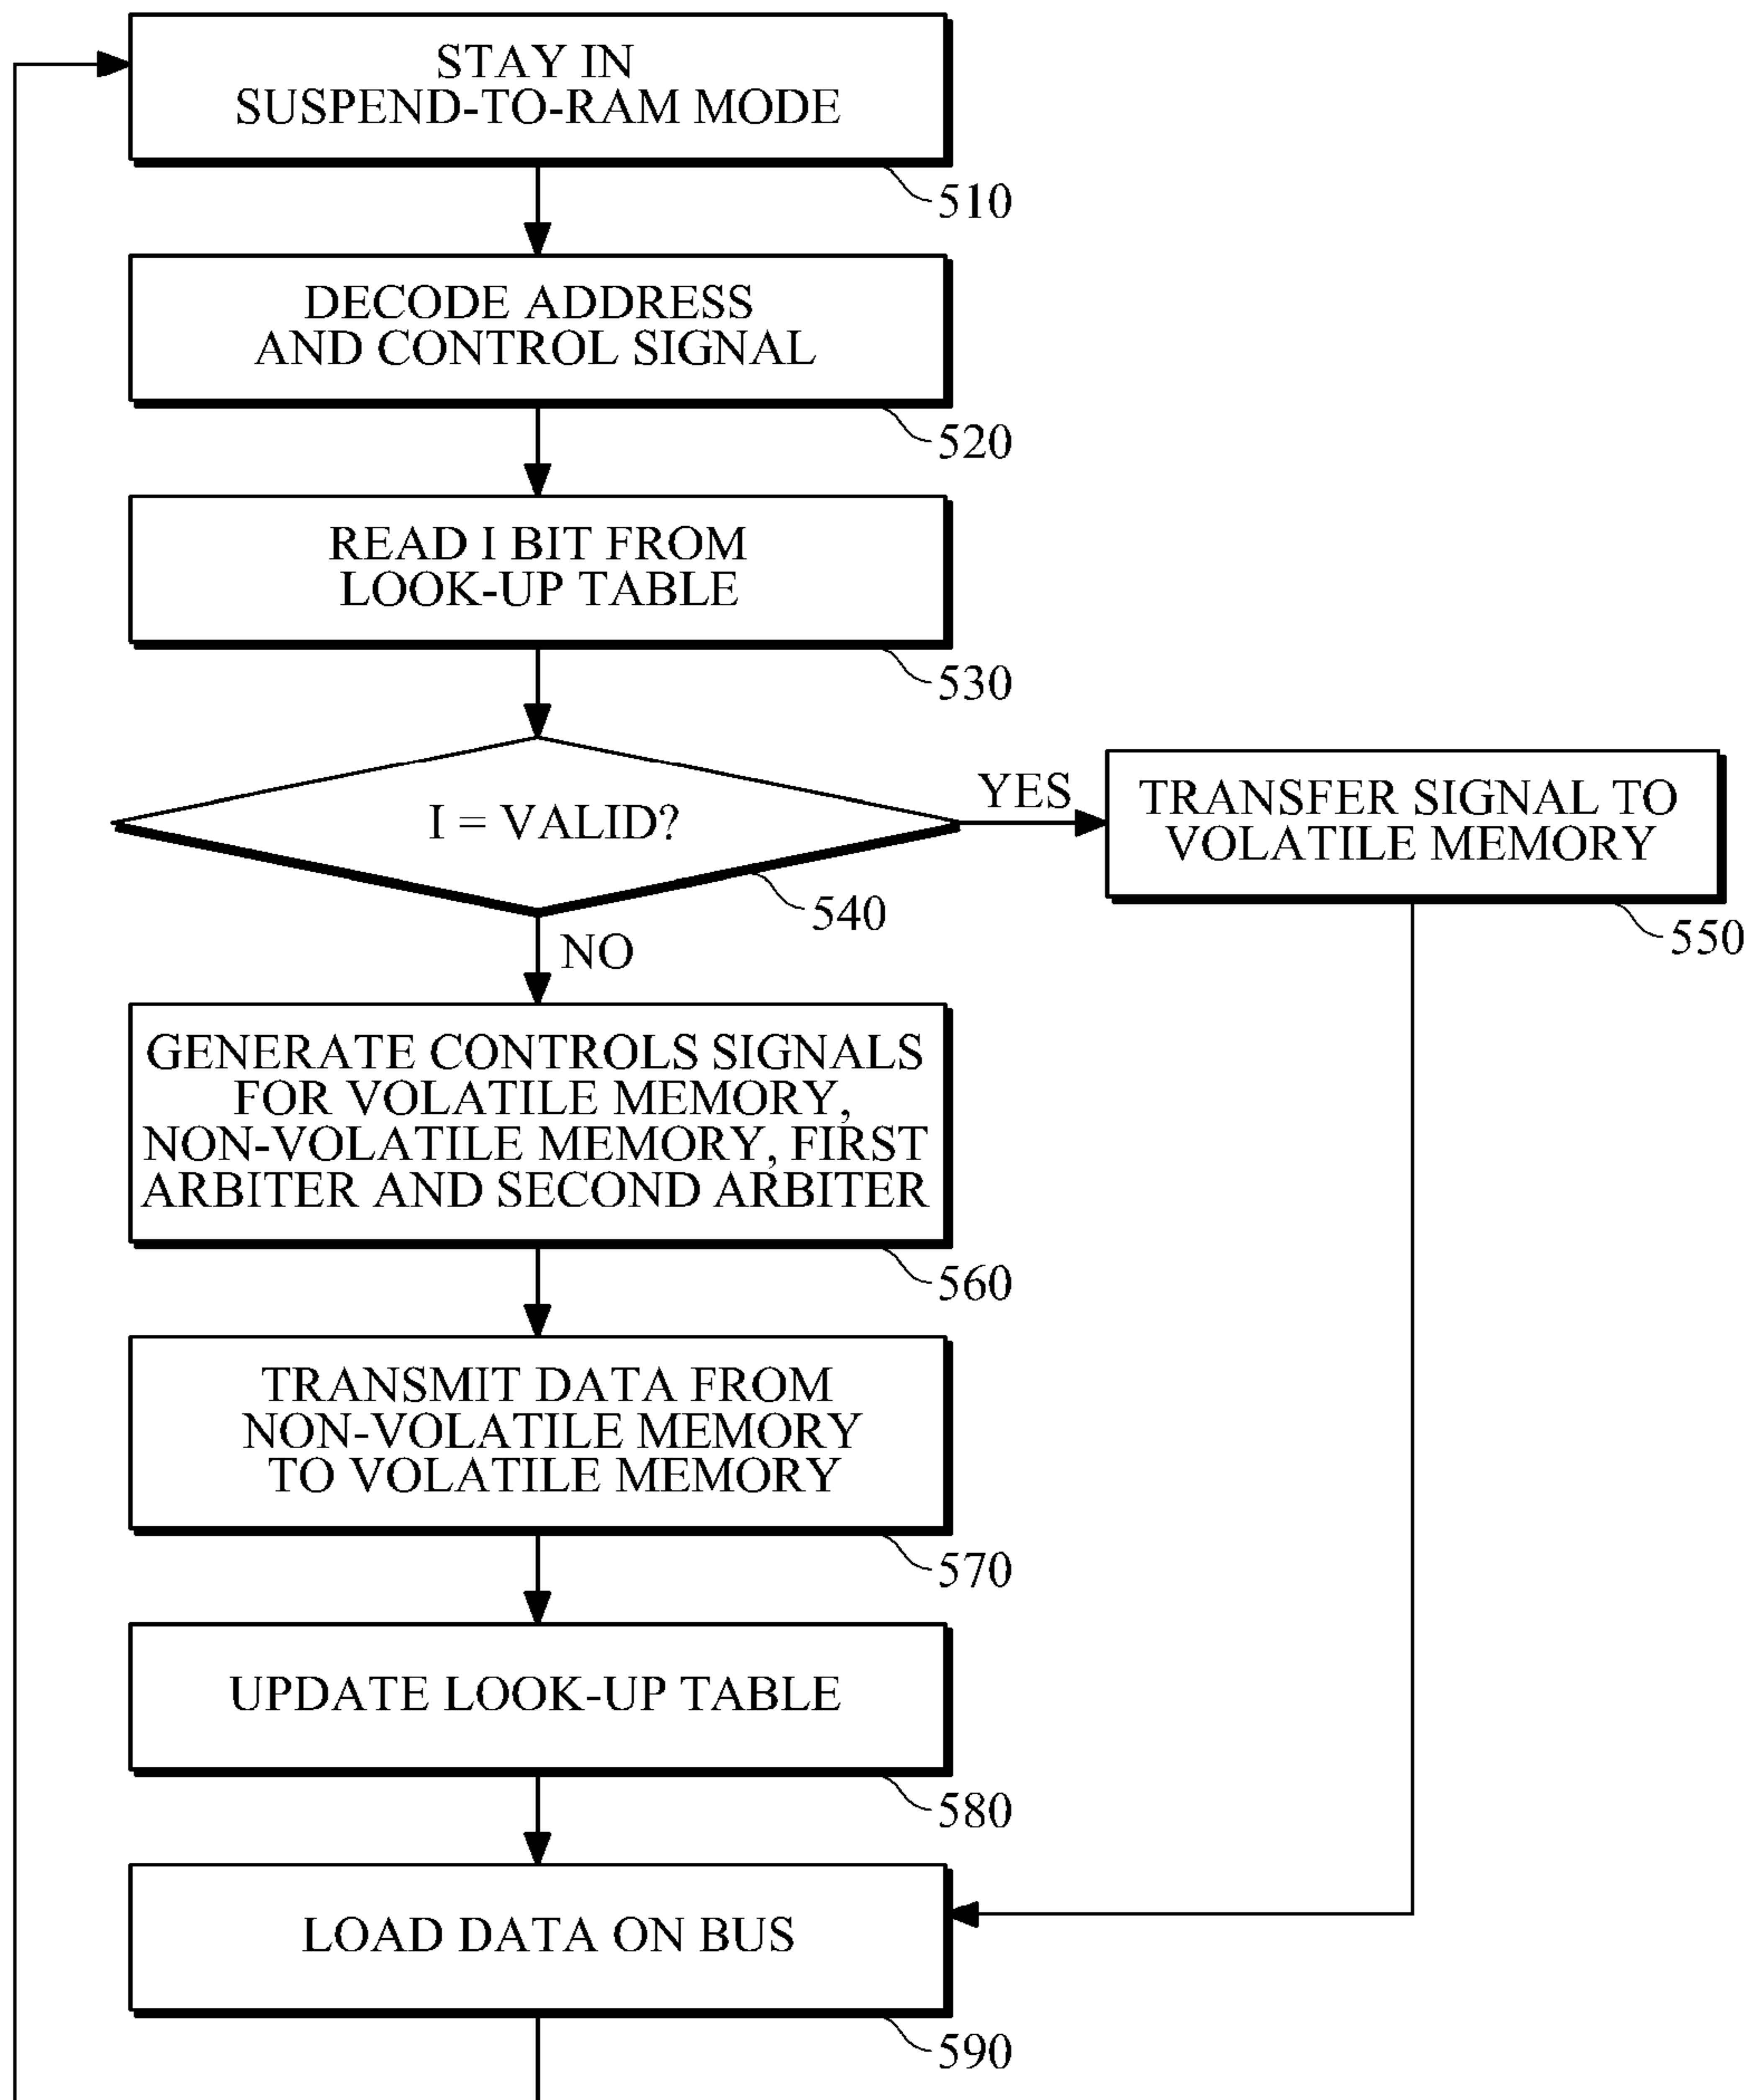 STAY IN
SUSPEND-TO-RAM MODE
510
DECODE ADDRESS
AND CONTROL SIGNAL
520
READ I BIT FROM
LOOK-UP TABLE
530
I = VALID?
540
YES
TRANSFER SIGNAL TO
VOLATILE MEMORY
550
NO
GENERATE CONTROLS SIGNALS
FOR VOLATILE MEMORY,
NON-VOLATILE MEMORY, FIRST
ARBITER AND SECOND ARBITER
560
TRANSMIT DATA FROM
NON-VOLATILE MEMORY
TO VOLATILE MEMORY
570
UPDATE LOOK-UP TABLE
580
LOAD DATA ON BUS
590